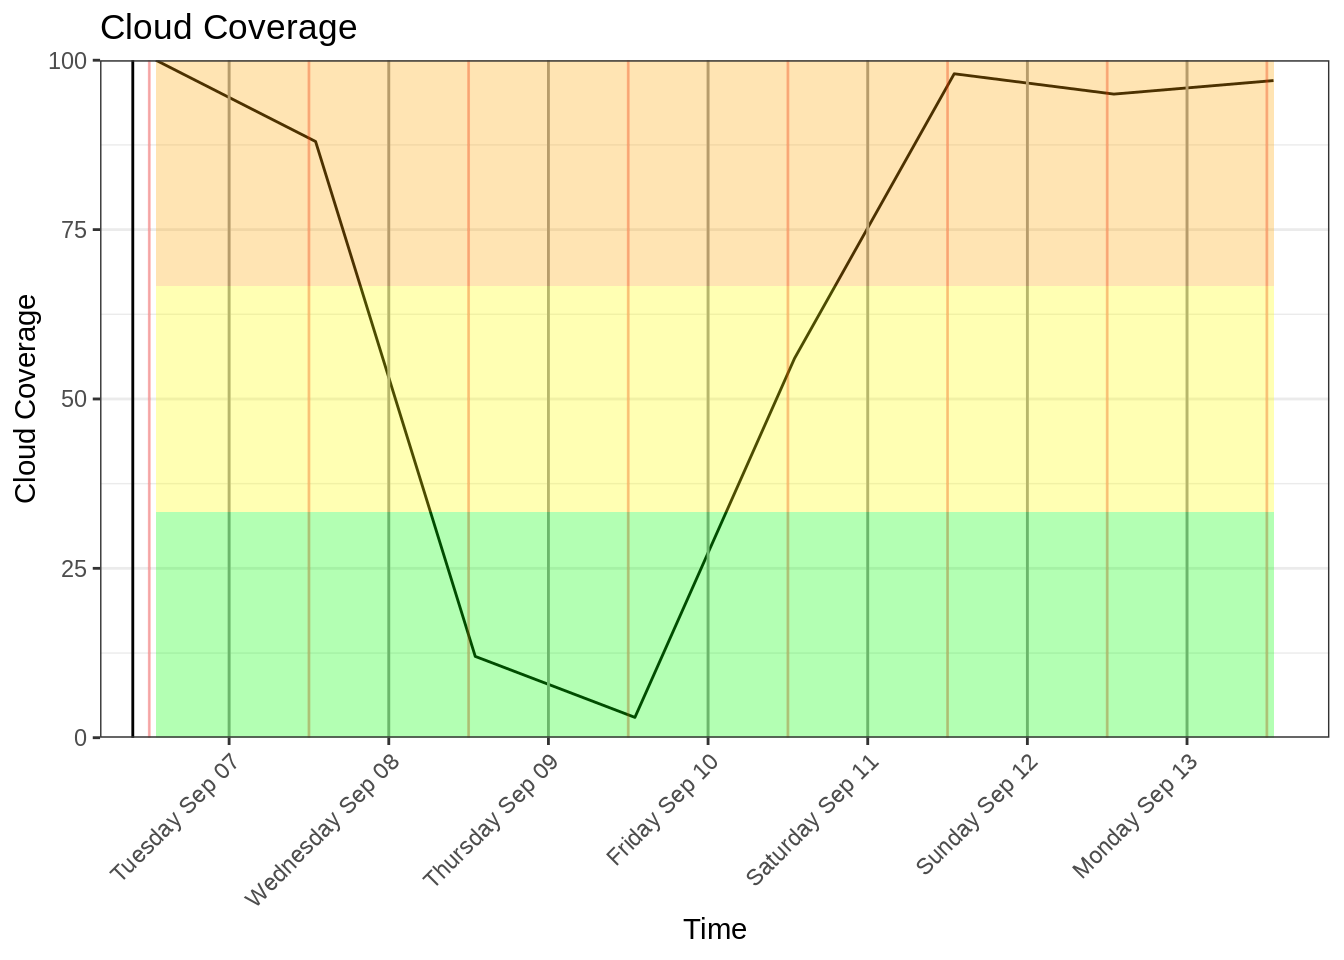 Cloud Coverage
Cloud Coverage
100
75
50
25
0
Tuesday Sep 07
Wednesday Sep 08
Thursday Sep 09
Friday Sep 10
Saturday Sep 11
Sunday Sep 12
Monday Sep 13
Time